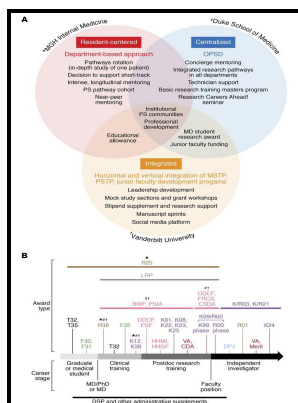 A
*MGH Internal Medicine
*Duke School of Medicine
Resident-centered
Department-based approach
Pathways rotation
(in-depth study of one patient)
Decision to support short-track
Intense, longitudinal mentoring
PS pathway cohort
Near-peer
mentoring
Centralized
OPSD
Concierge mentoring
Integrated research pathways
in all departments
Technician support
Basic research training masters program
Research Careers Ahead!
seminar
Institutional
PS communities
Professional
development
Educational
allowance
MD student
research award
Junior faculty funding
Integrated
Horizontal and vertical integration of MSTP,
PSTP, junior faculty development programs
Leadership development
Mock study sections and grant workshops
Stipend supplement and research support
Manuscript sprints
Social media platform
*Vanderbilt University
B
Award type
R25
LRP
BWF, PSIA
DDCF,
FRCS,
CSDA
K/R03, K/R21
T32,
T35
F30,
F31
R38
T32
F32
K12,
K38
DDCF,
PSF
HHMI,
HHGF
K01, K08,
K22, K23,
K25
VA,
CDA
K99/R00
K99
phase
R00
phase
DP5
R01
VA,
Merit
K24
Career stage
Graduate or
medical
student
Clinical
training
Postdoc research
training
Independent
investigator
MD/PhD
or MD
Faculty
position
DSP and other administrative supplements